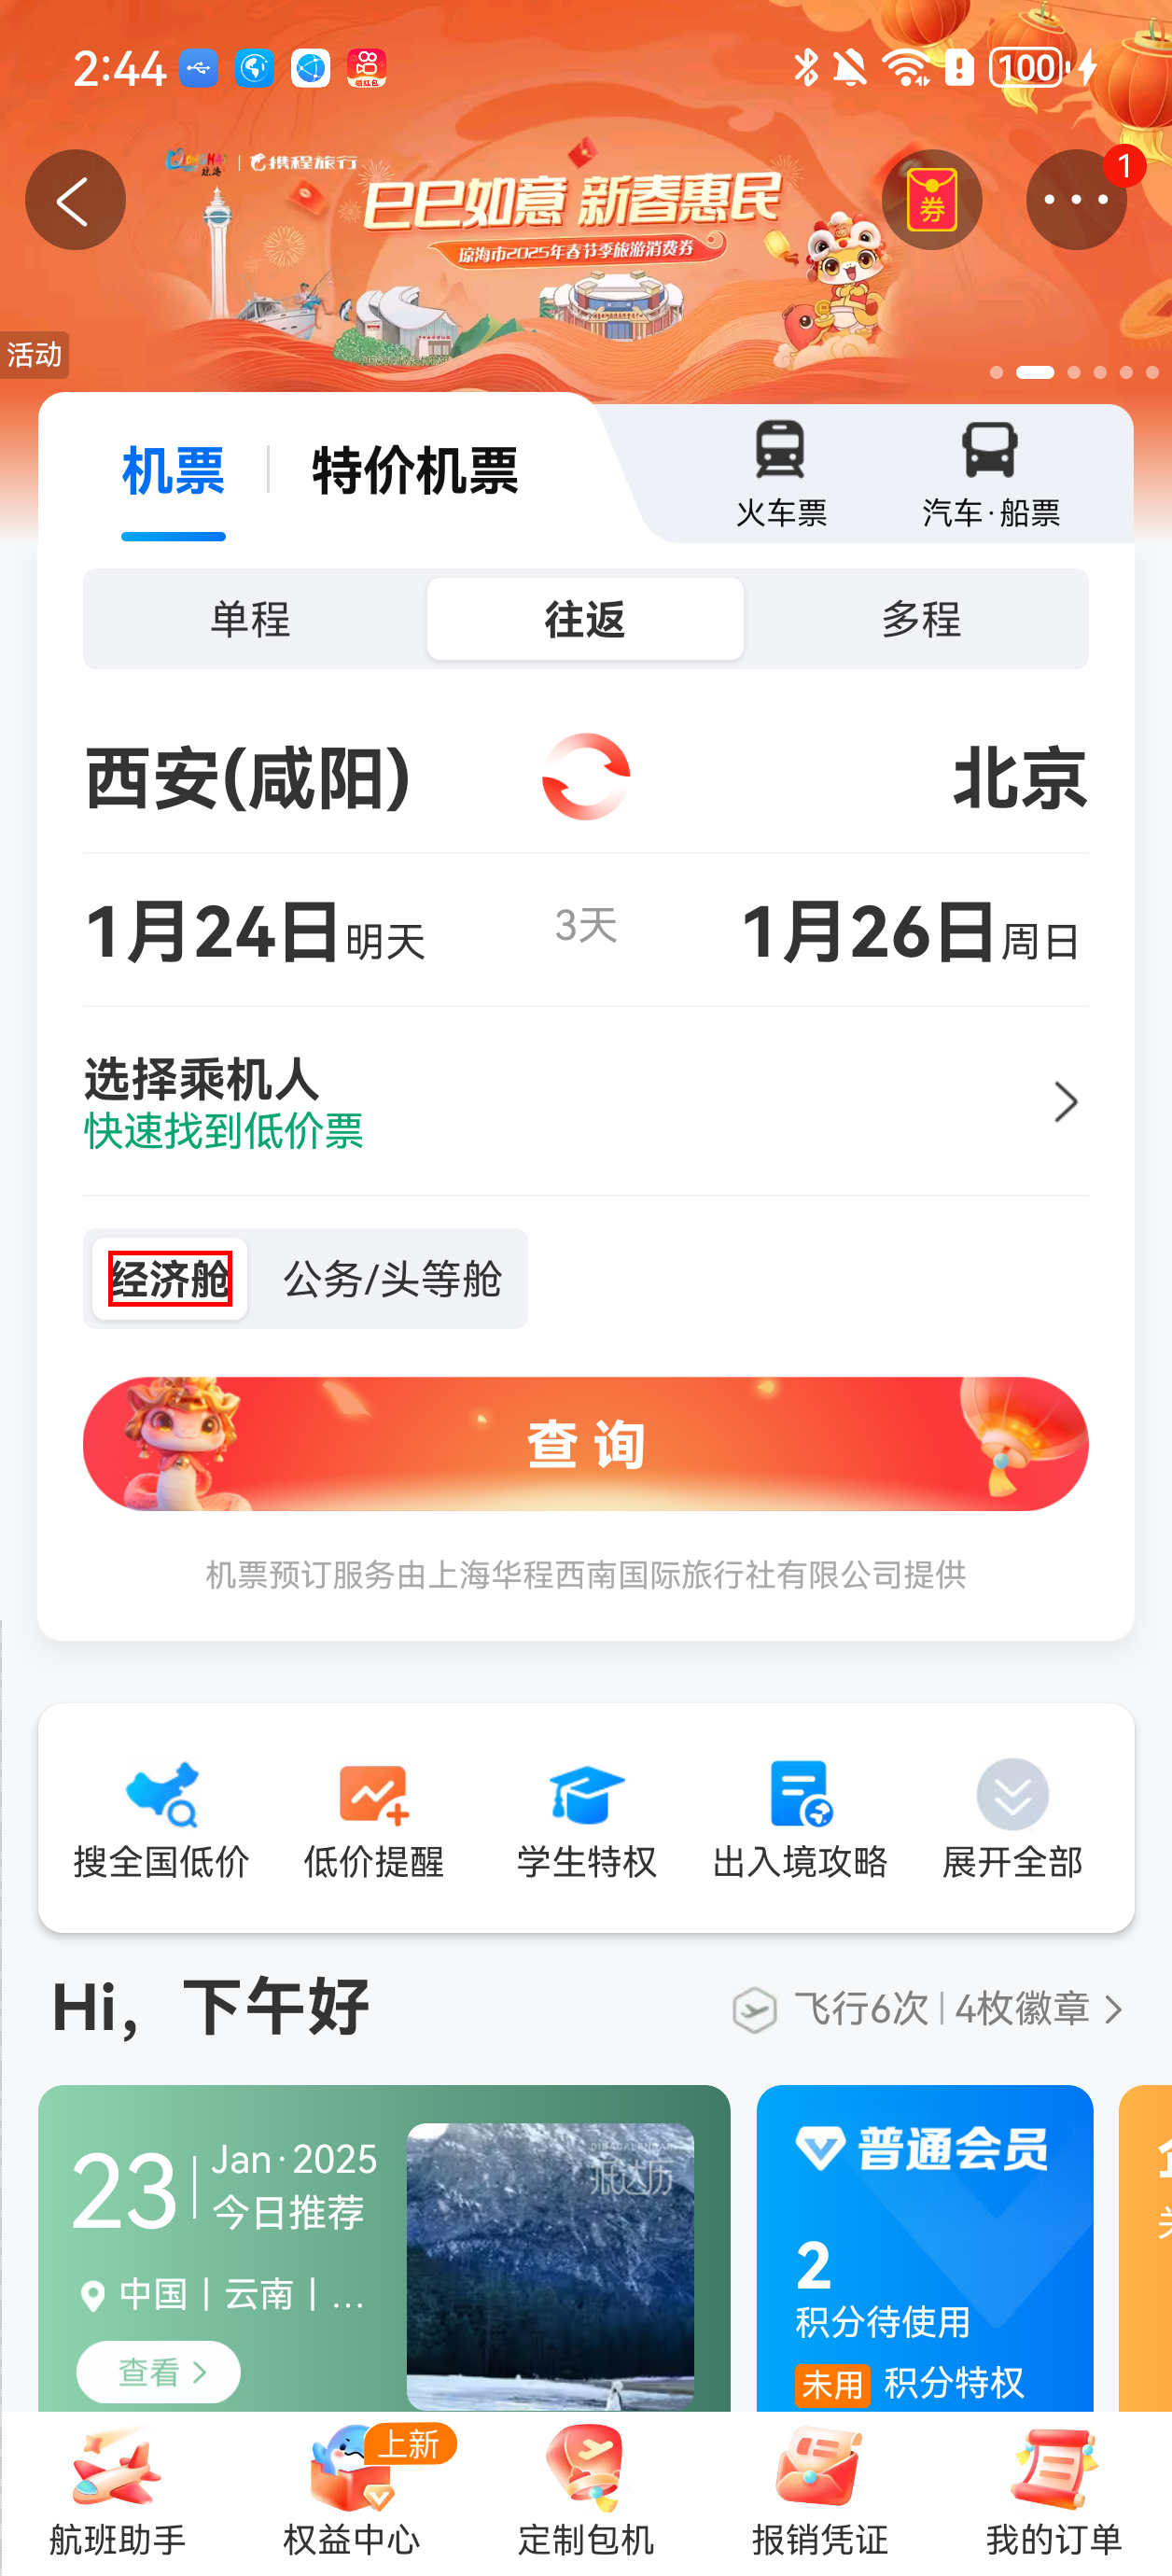 2:44
领红包
100
携程旅行
琼海
巳巳如意 新春惠民
琼海市2025年春节季旅游消费券
券
1
活动
机票 特价机票
火车票 汽车·船票
单程 往返 多程
西安(咸阳) 北京
1月24日明天 3天 1月26日周日
选择乘机人
快速找到低价票
经济舱 公务/头等舱
查询
机票预订服务由上海华程西南国际旅行社有限公司提供
搜全国低价 低价提醒 学生特权 出入境攻略 展开全部
Hi，下午好
飞行6次 | 4枚徽章
23 Jan·2025
今日推荐
中国 | 云南 | ...
查看
普通会员
2
积分待使用
未用 积分特权
上新
航班助手 权益中心 定制包机 报销凭证 我的订单